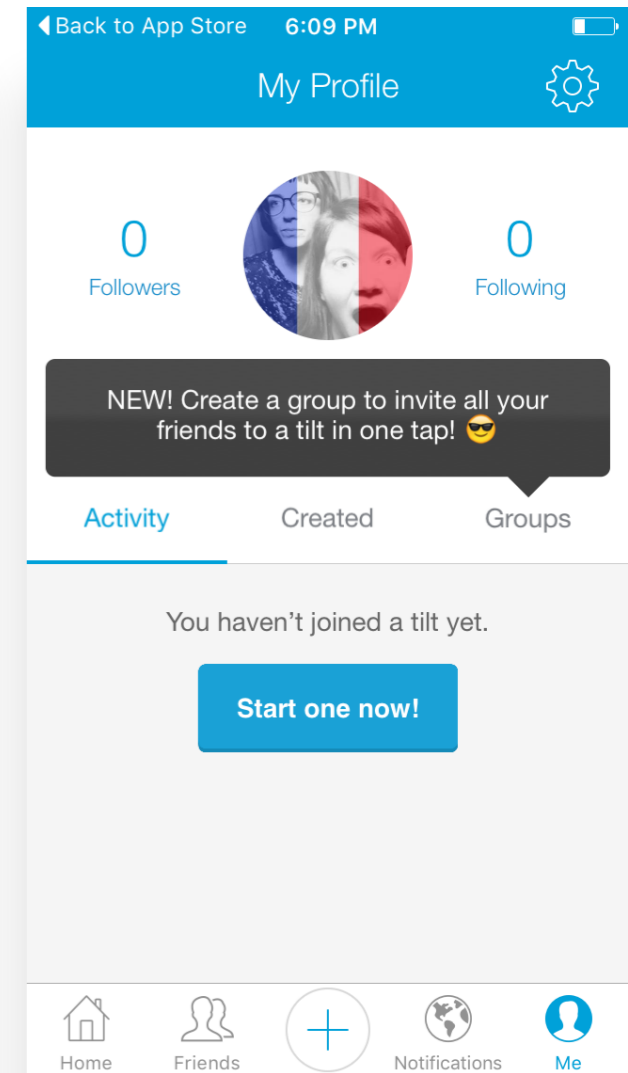 Back to App Store 6:09 PM
My Profile
0 0
Followers Following
NEW! Create a group to invite all your
friends to a tilt in one tap! 😎
Activity Created Groups
You haven’t joined a tilt yet.
Start one now!
Home Friends Notifications Me